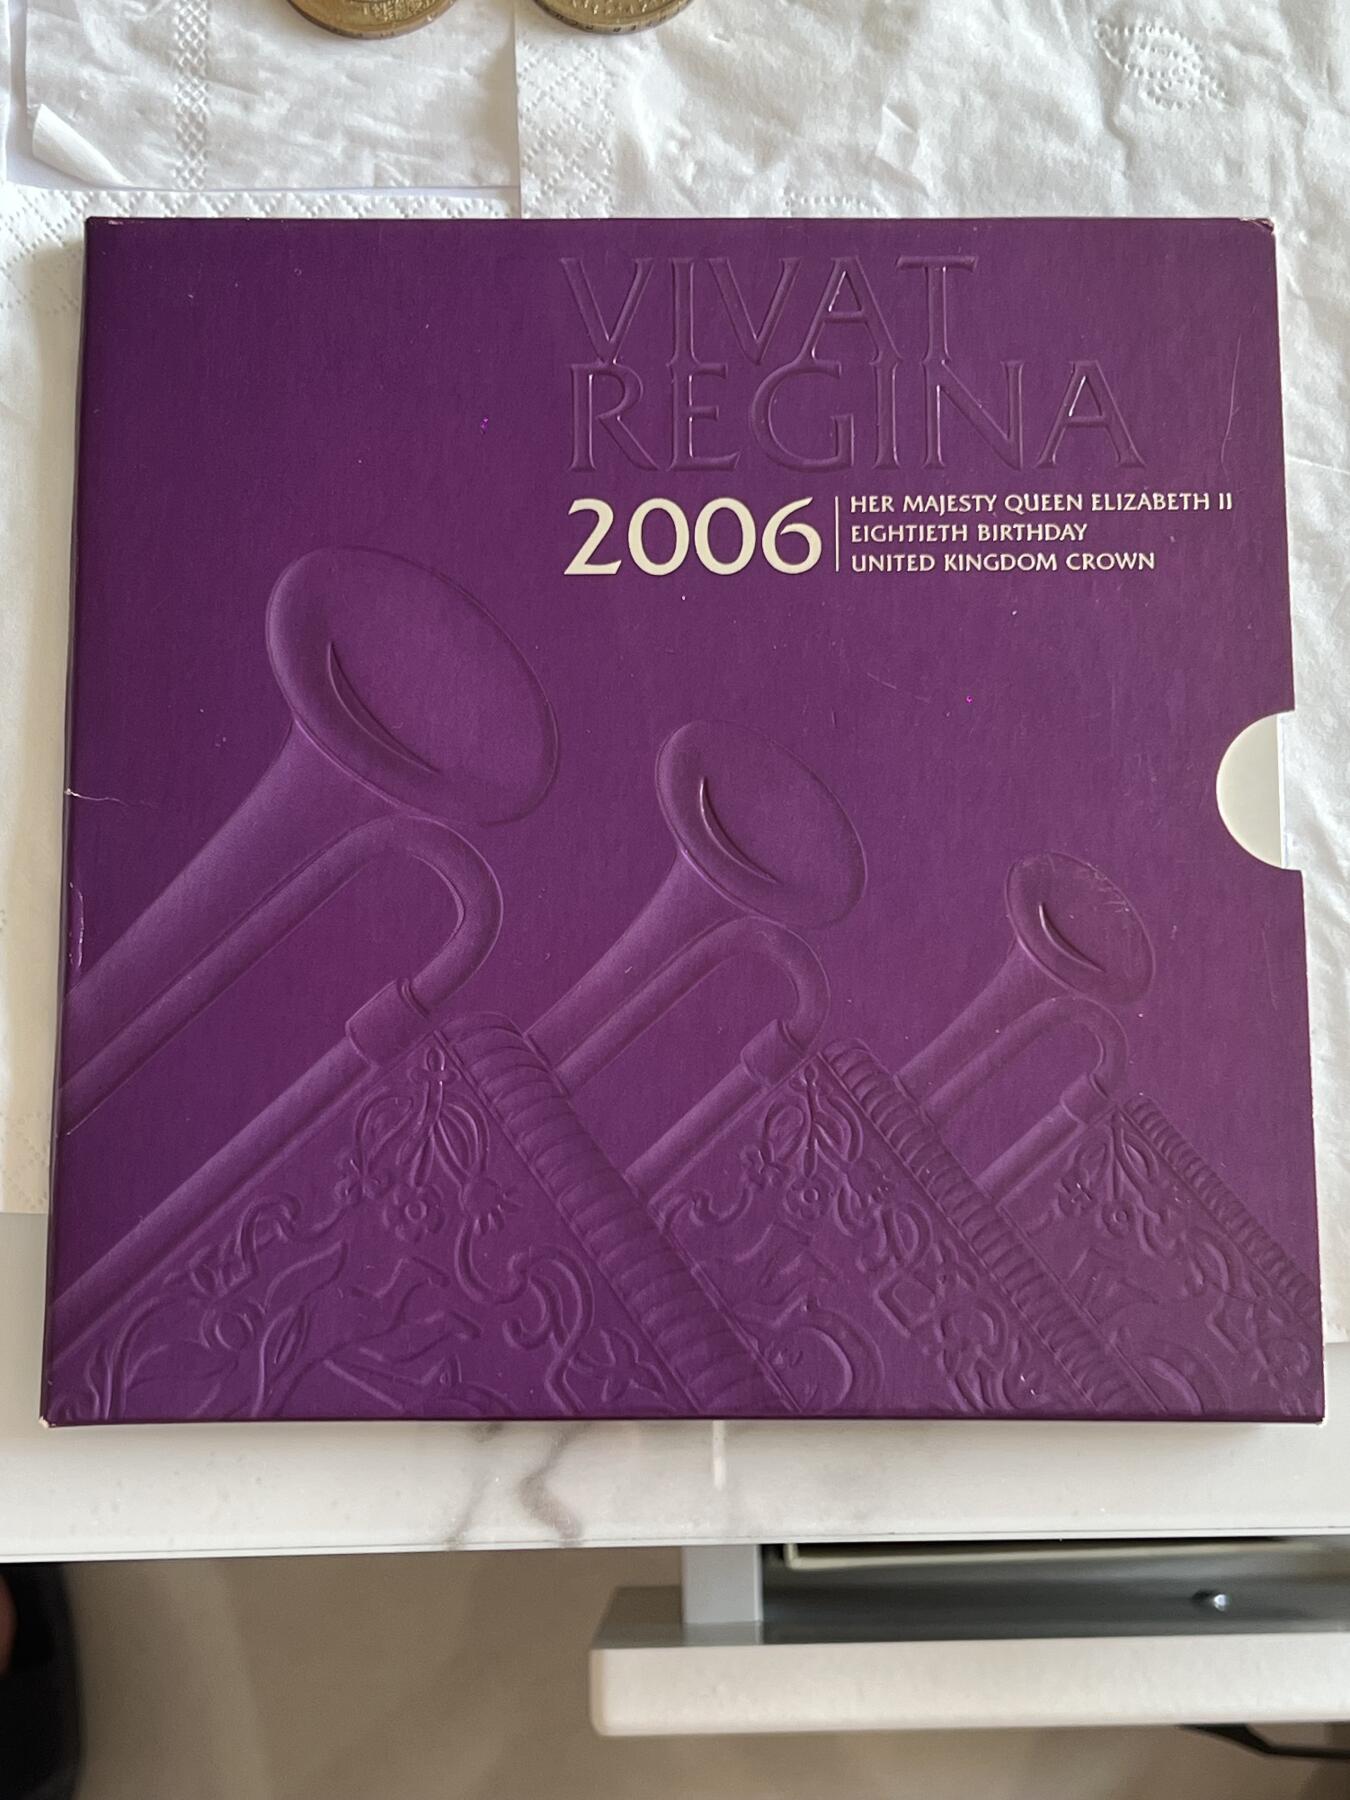 VIVAT
REGINA
2006
HER MAJESTY QUEEN ELIZABETH II
EIGHTIETH BIRTHDAY
UNITED KINGDOM CROWN